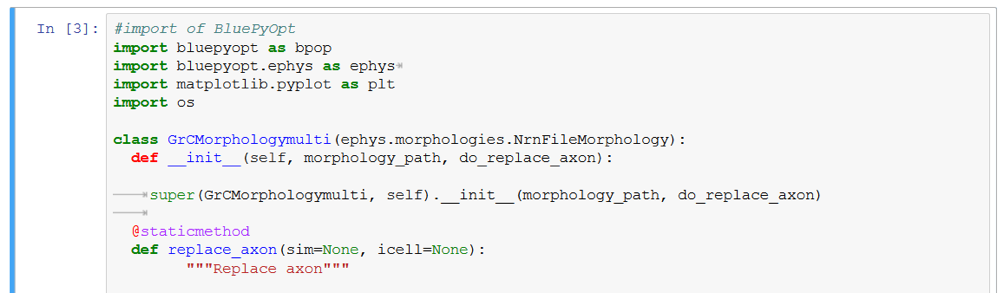 In [3]:
#import of BluePyOpt
import bluepyopt as bpop
import bluepyopt.ephys as ephys
import matplotlib.pyplot as plt
import os
class GrCMorphologymulti(ephys.morphologies.NrnFileMorphology):
def __init__(self, morphology_path, do_replace_axon):
super(GrCMorphologymulti, self).__init__(morphology_path, do_replace_axon)
@staticmethod
def replace_axon(sim=None, icell=None):
"""Replace axon"""